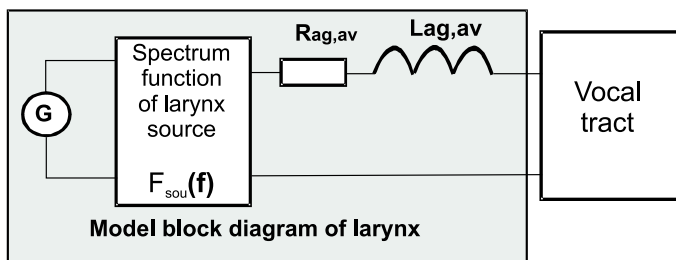 Rag,av
Lag,av
Spectrum
function
of larynx
source
G
Fsou(f)
Vocal
tract
Model block diagram of larynx